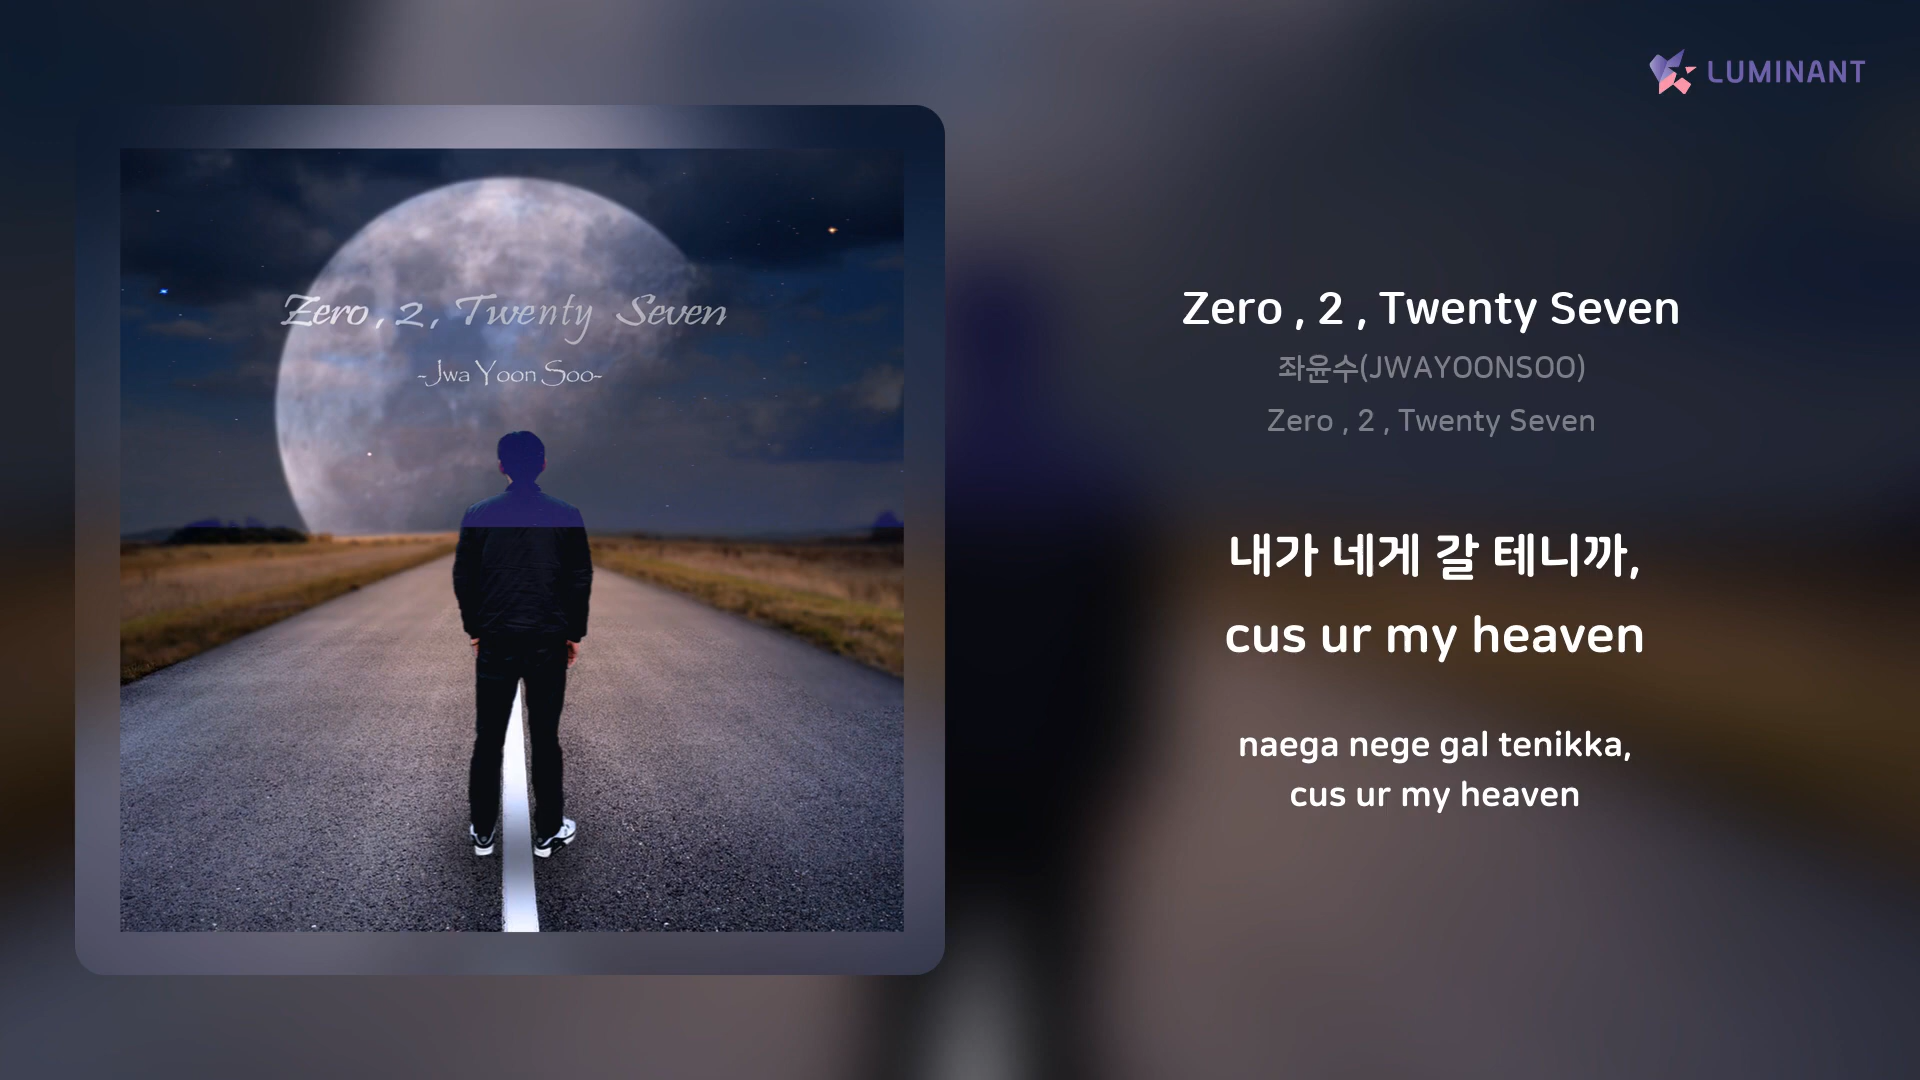 LUMINANT
Zero , 2 , Twenty Seven
-Jwa Yoon Soo-
Zero , 2 , Twenty Seven
좌윤수(JWAYOONSOO)
Zero , 2 , Twenty Seven
내가 네게 갈 테니까,
cus ur my heaven
naega nege gal tenikka,
cus ur my heaven